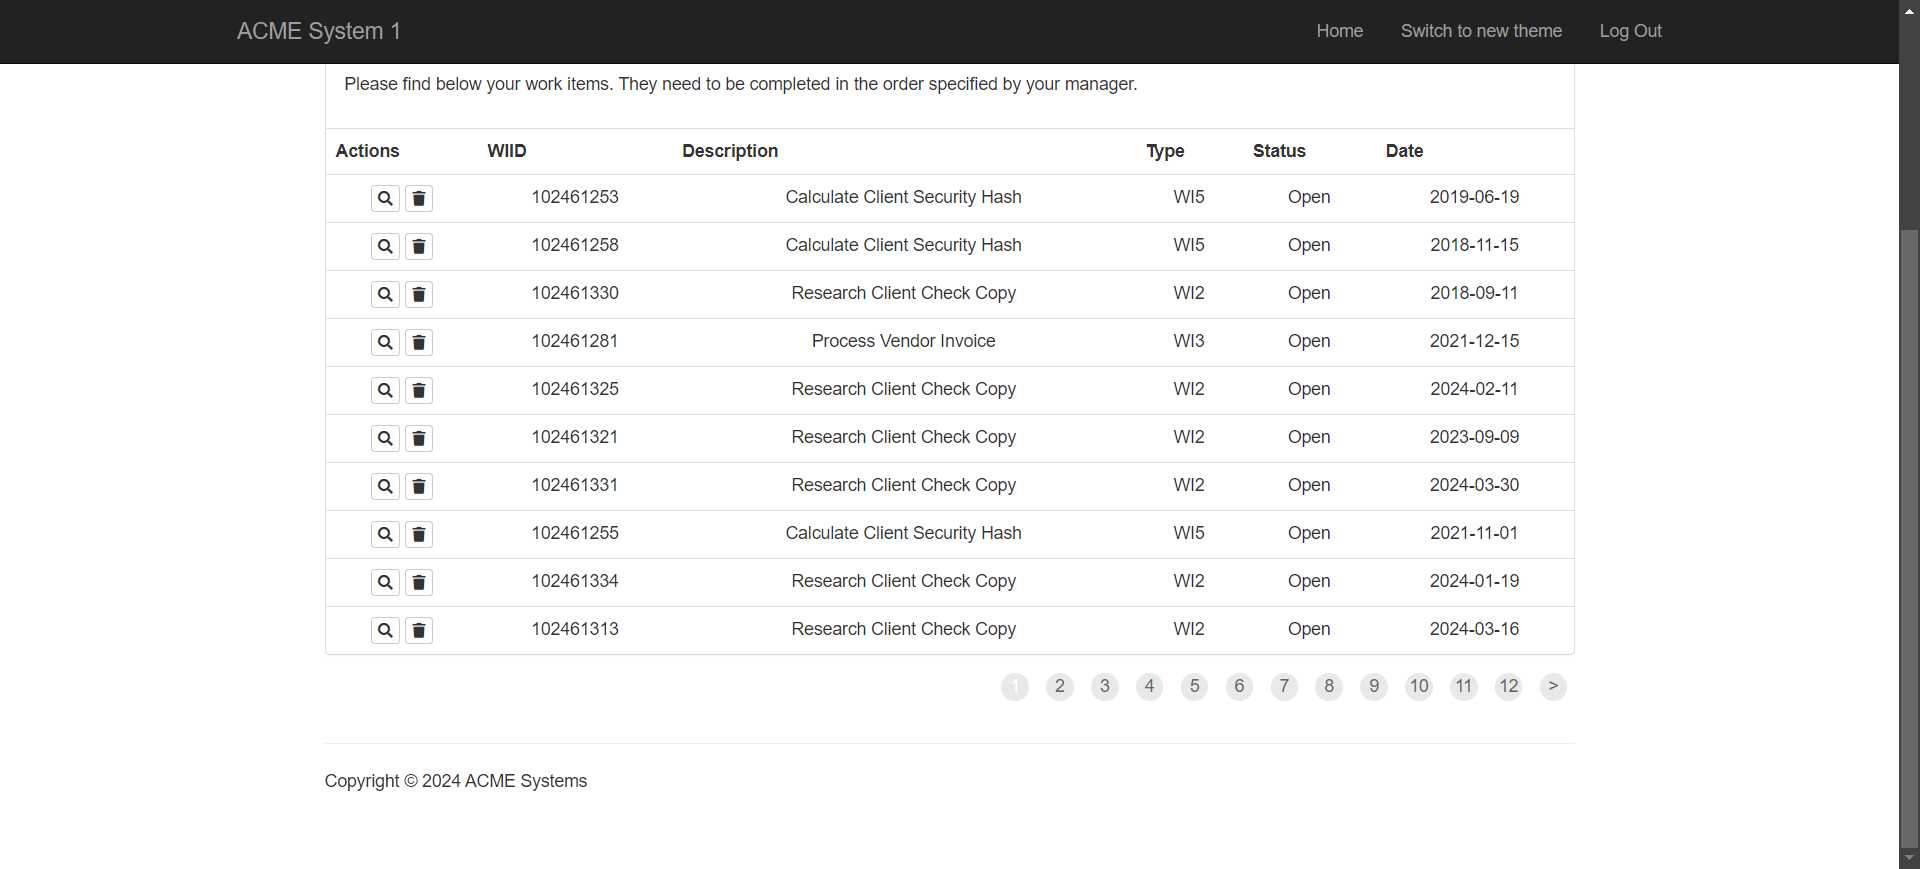 ACME System 1 Home Switch to new theme Log Out
Please find below your work items. They need to be completed in the order specified by your manager.
Actions WIID Description Type Status Date
102461253 Calculate Client Security Hash WI5 Open 2019-06-19
102461258 Calculate Client Security Hash WI5 Open 2018-11-15
102461330 Research Client Check Copy WI2 Open 2018-09-11
102461281 Process Vendor Invoice WI3 Open 2021-12-15
102461325 Research Client Check Copy WI2 Open 2024-02-11
102461321 Research Client Check Copy WI2 Open 2023-09-09
102461331 Research Client Check Copy WI2 Open 2024-03-30
102461255 Calculate Client Security Hash WI5 Open 2021-11-01
102461334 Research Client Check Copy WI2 Open 2024-01-19
102461313 Research Client Check Copy WI2 Open 2024-03-16
1 2 3 4 5 6 7 8 9 10 11 12 >
Copyright © 2024 ACME Systems